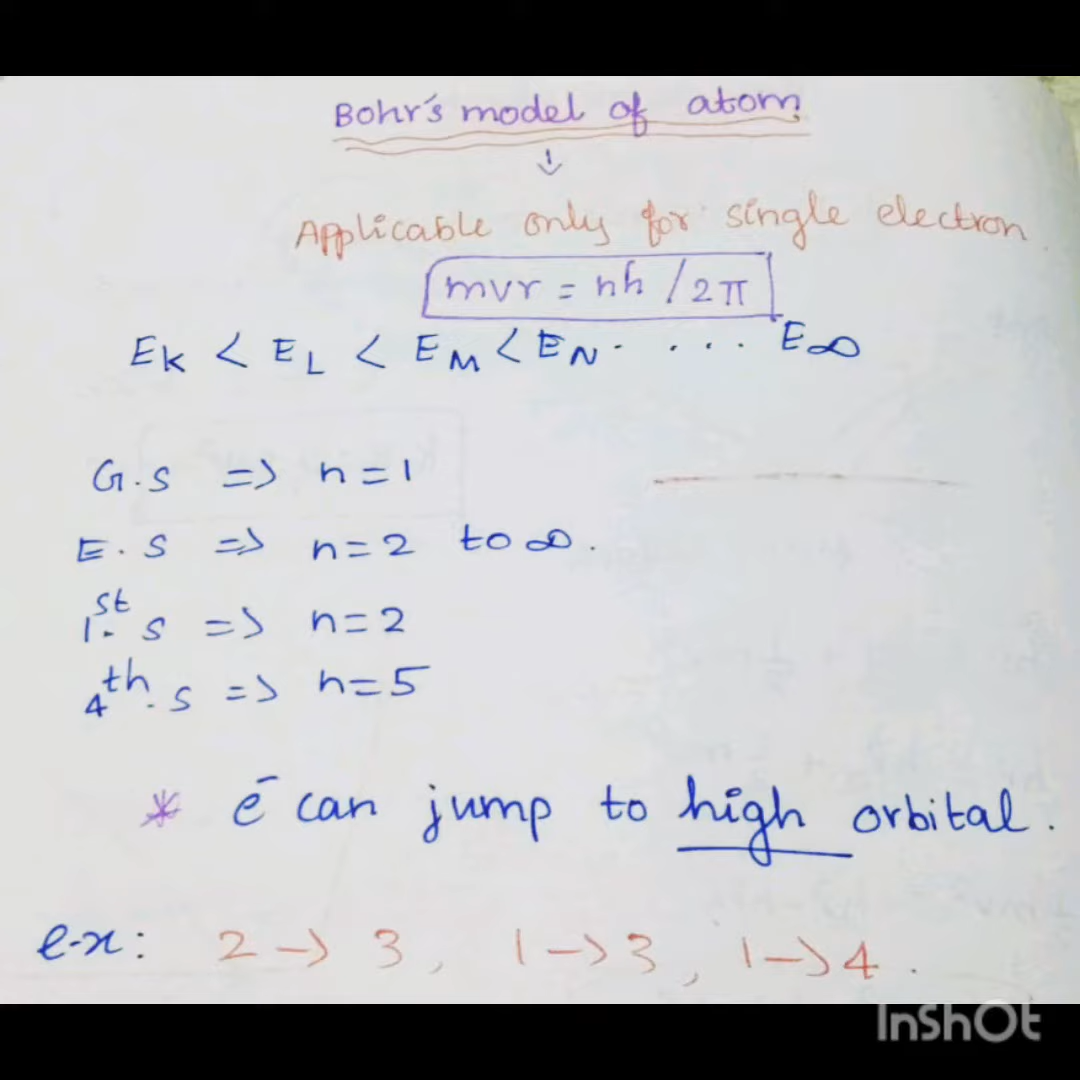 Bohr's model of atom
↓
Applicable only for single electron
mvr = nh / 2π
EK < EL < EM < EN . . . . . E∞
G.S => n=1
E.S => n=2 to ∞.
1st. S => n=2
4th. S => n=5
* e⁻ can jump to high orbital.
e-x: 2 -> 3, 1 -> 3, 1 -> 4.
InShOt